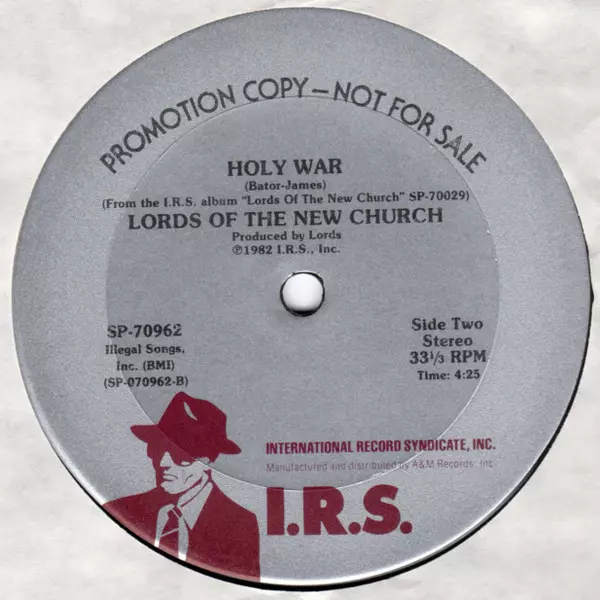 PROMOTION COPY—NOT FOR SALE
HOLY WAR
(Bator-James)
(From the I.R.S. album "Lords Of The New Church" SP-70029)
LORDS OF THE NEW CHURCH
Produced by Lords
℗1982 I.R.S., Inc.
SP-70962
Illegal Songs,
Inc. (BMI)
(SP-070962-B)
Side Two
Stereo
33⅓ RPM
Time: 4:25
INTERNATIONAL RECORD SYNDICATE, INC.
Manufactured and distributed by A&M Records, Inc.
I.R.S.